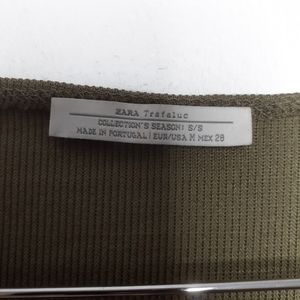 ZARA Trafaluc
COLLECTION'S SEASON: S/S
MADE IN PORTUGAL | EUR/USA M MEX 28